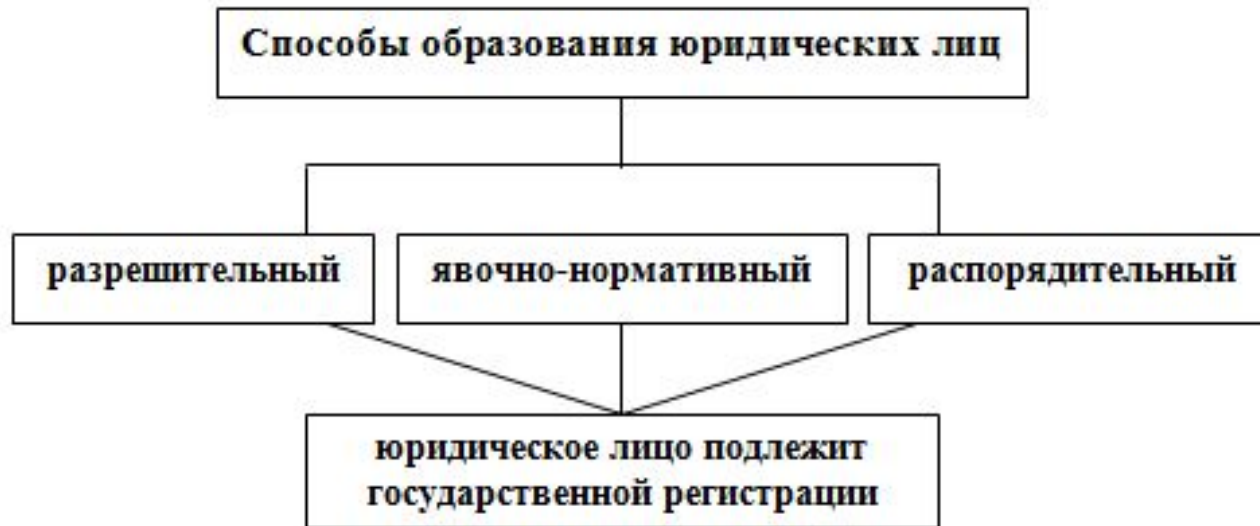 Способы образования юридических лиц
разрешительный
явочно-нормативный
распорядительный
юридическое лицо подлежит
государственной регистрации